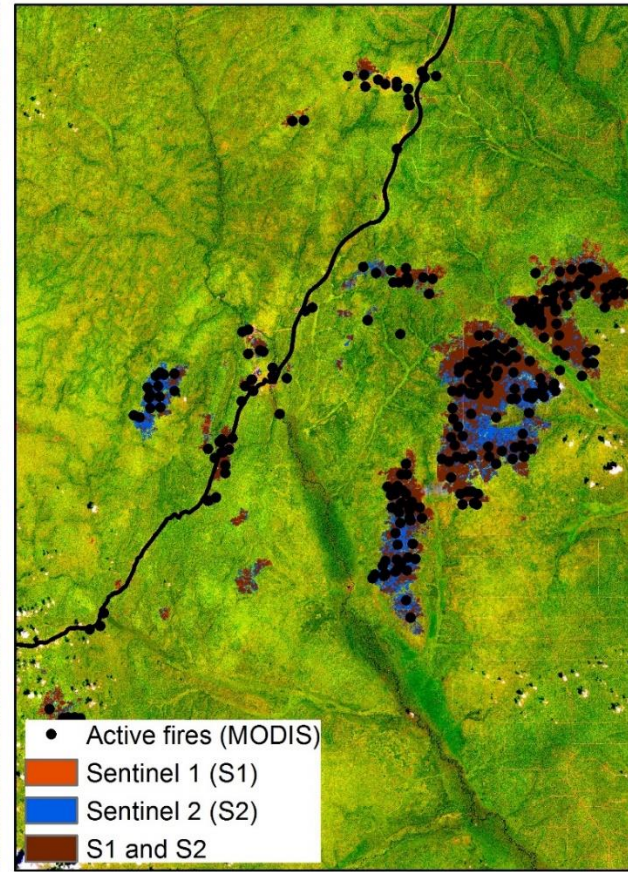 Active fires (MODIS)
Sentinel 1 (S1)
Sentinel 2 (S2)
S1 and S2